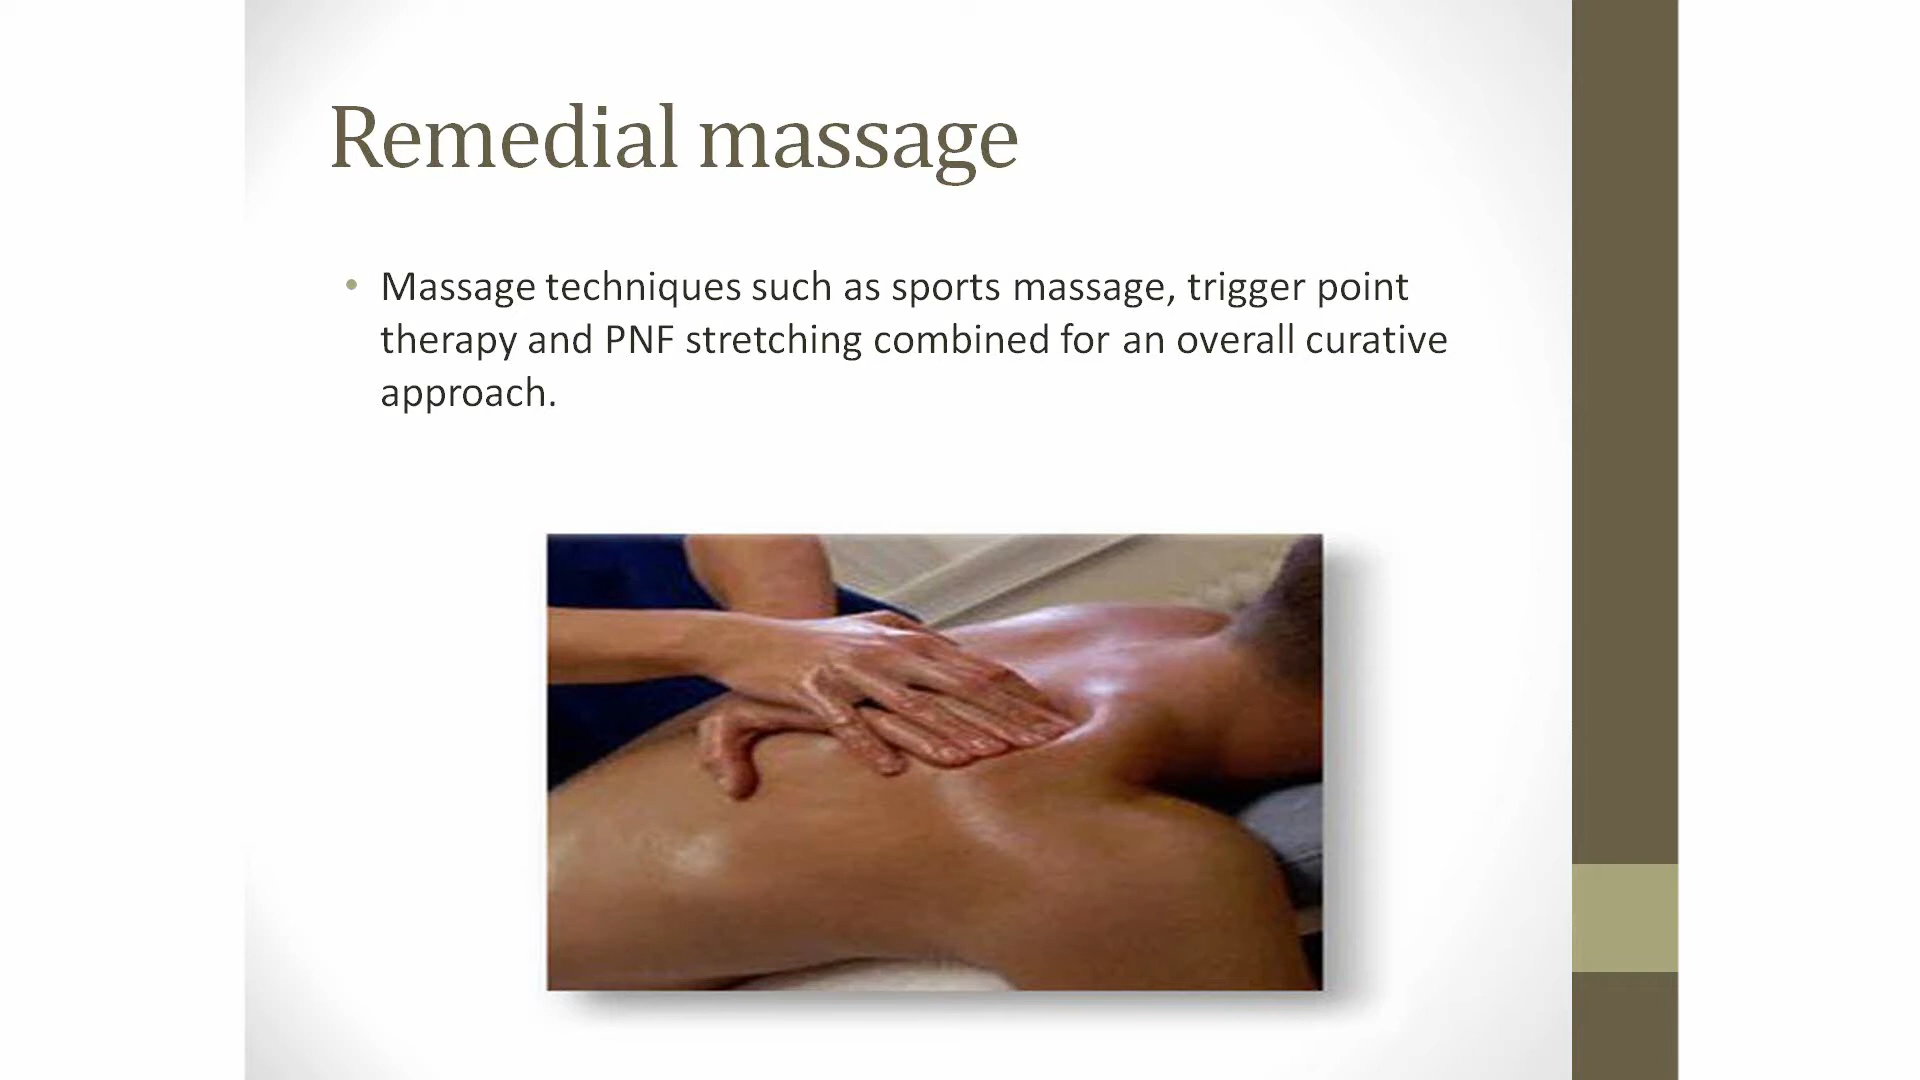 Remedial massage
• Massage techniques such as sports massage, trigger point
therapy and PNF stretching combined for an overall curative
approach.